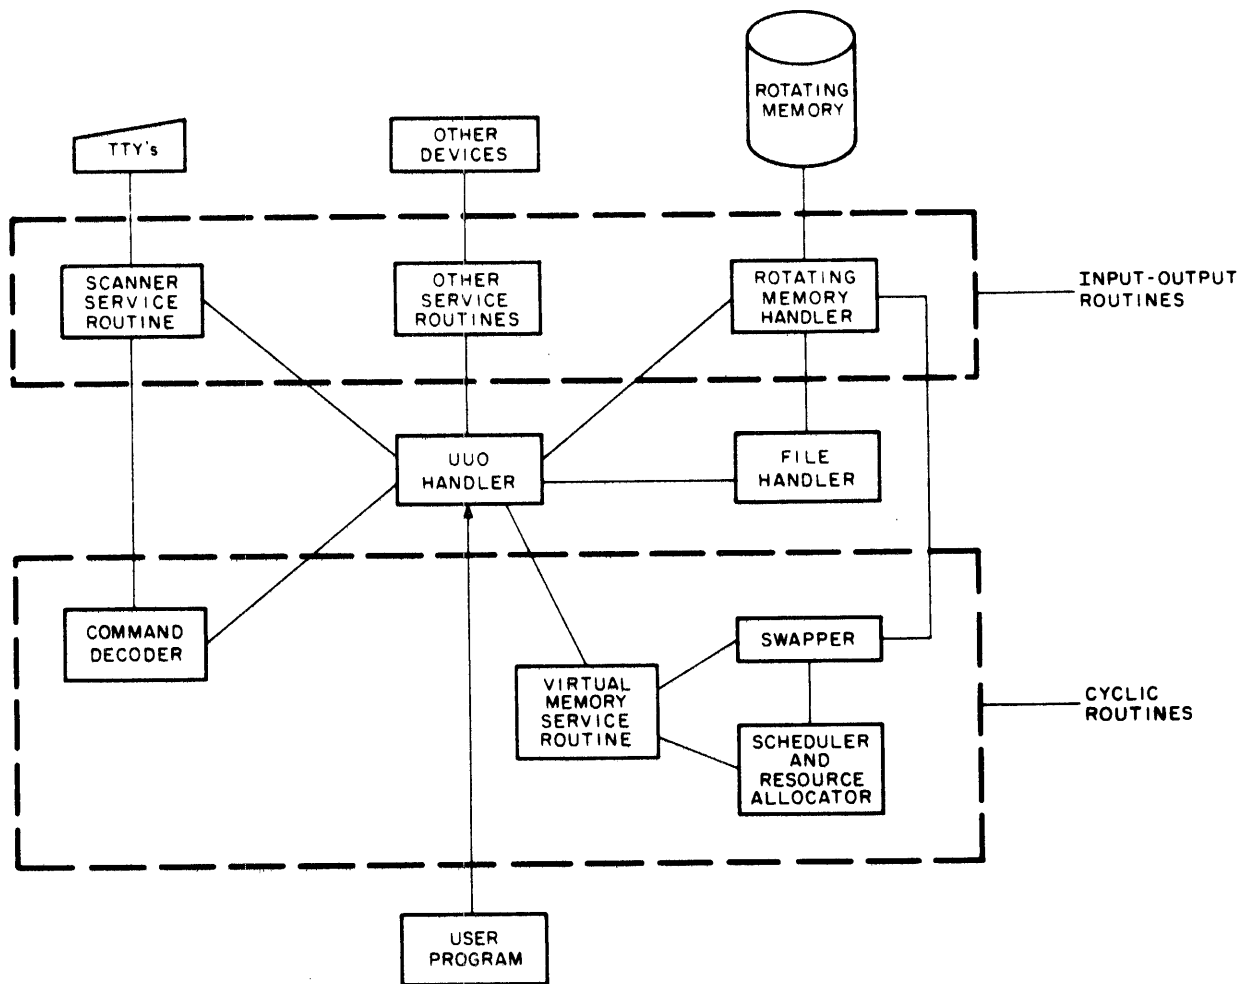 ROTATING
MEMORY
TTY's
OTHER
DEVICES
SCANNER
SERVICE
ROUTINE
OTHER
SERVICE
ROUTINES
ROTATING
MEMORY
HANDLER
INPUT-OUTPUT
ROUTINES
UUO
HANDLER
FILE
HANDLER
COMMAND
DECODER
SWAPPER
VIRTUAL
MEMORY
SERVICE
ROUTINE
SCHEDULER
AND
RESOURCE
ALLOCATOR
CYCLIC
ROUTINES
USER
PROGRAM